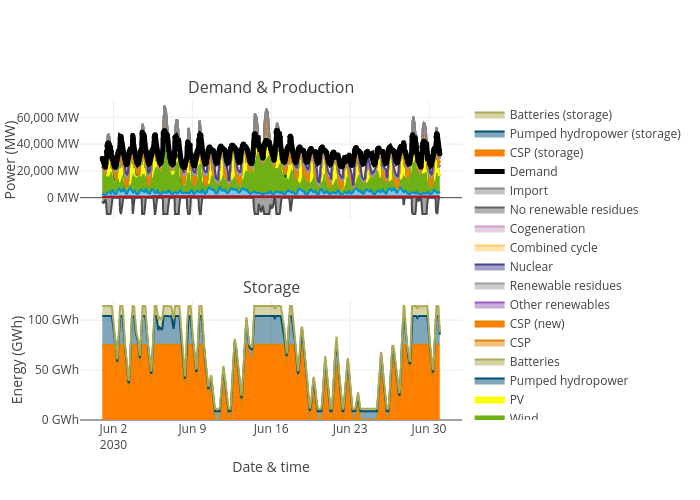 Demand & Production
Power (MW)
60,000 MW
40,000 MW
20,000 MW
0 MW
Storage
Energy (GWh)
100 GWh
50 GWh
0 GWh
Jun 2
2030
Jun 9
Jun 16
Jun 23
Jun 30
Date & time
Batteries (storage)
Pumped hydropower (storage)
CSP (storage)
Demand
Import
No renewable residues
Cogeneration
Combined cycle
Nuclear
Renewable residues
Other renewables
CSP (new)
CSP
Batteries
Pumped hydropower
PV
Wind